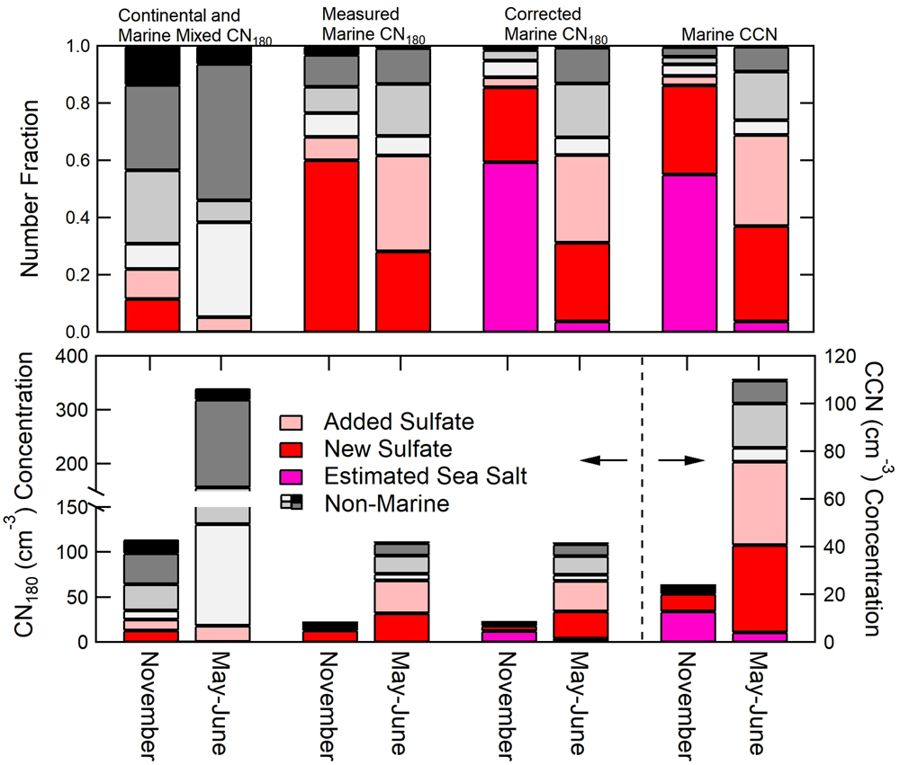 Continental and
Marine Mixed CN180
Measured
Marine CN180
Corrected
Marine CN180
Marine CCN
Number Fraction
1.0
0.8
0.6
0.4
0.2
0.0
CN180 (cm-3) Concentration
400
300
200
150
100
50
0
Added Sulfate
New Sulfate
Estimated Sea Salt
Non-Marine
120
100
80
60
40
20
0
CCN (cm-3) Concentration
November
May-June
November
May-June
November
May-June
November
May-June